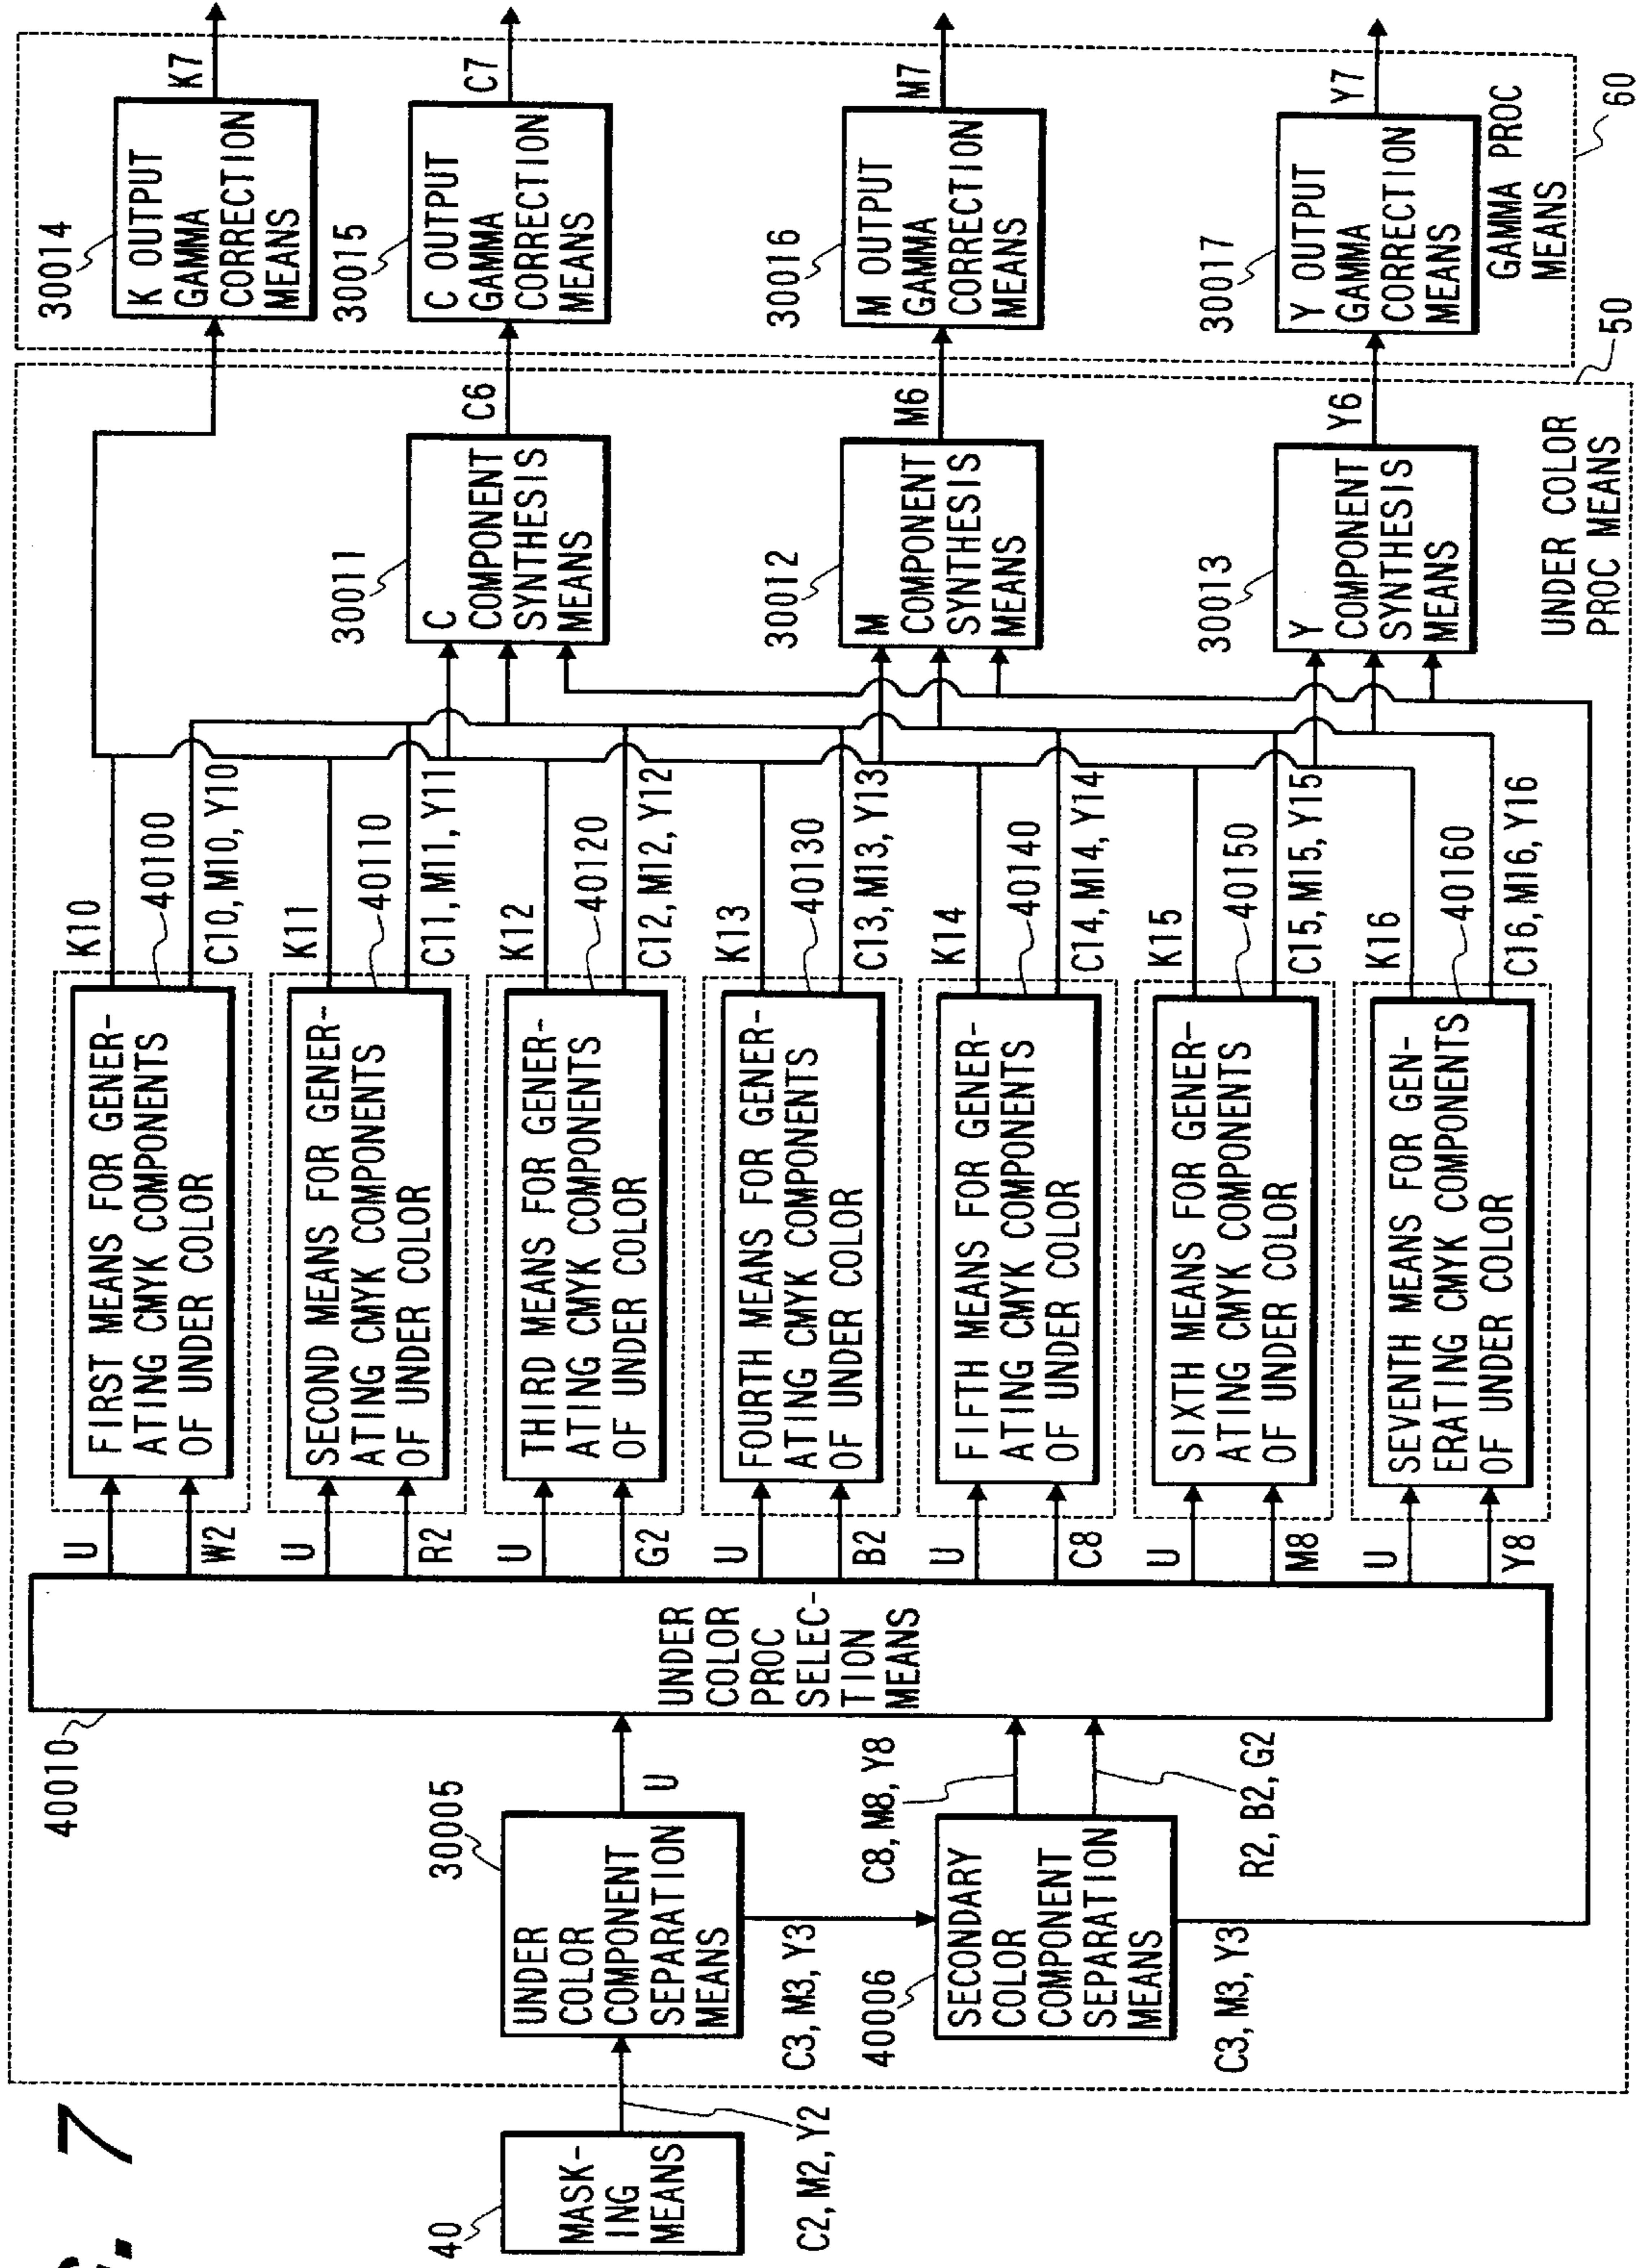 G. 7
40
MASK-
ING
MEANS
C2, M2, Y2
30005
UNDER
COLOR
COMPONENT
SEPARATION
MEANS
U
C3, M3, Y3
40006
SECONDARY
COLOR
COMPONENT
SEPARATION
MEANS
C8, M8, Y8
R2, B2, G2
C3, M3, Y3
40010
UNDER
COLOR
PROC
SELEC-
TION
MEANS
U
W2
FIRST MEANS FOR GENER-
ATING CMYK COMPONENTS
OF UNDER COLOR
K10
40100
C10, M10, Y10
U
R2
SECOND MEANS FOR GENER-
ATING CMYK COMPONENTS
OF UNDER COLOR
K11
40110
C11, M11, Y11
U
G2
THIRD MEANS FOR GENER-
ATING CMYK COMPONENTS
OF UNDER COLOR
K12
40120
C12, M12, Y12
U
B2
FOURTH MEANS FOR GENER-
ATING CMYK COMPONENTS
OF UNDER COLOR
K13
40130
C13, M13, Y13
U
C8
FIFTH MEANS FOR GENER-
ATING CMYK COMPONENTS
OF UNDER COLOR
K14
40140
C14, M14, Y14
U
M8
SIXTH MEANS FOR GENER-
ATING CMYK COMPONENTS
OF UNDER COLOR
K15
40150
C15, M15, Y15
U
Y8
SEVENTH MEANS FOR GEN-
ERATING CMYK COMPONENTS
OF UNDER COLOR
K16
40160
C16, M16, Y16
30011
C
COMPONENT
SYNTHESIS
MEANS
C6
30012
M
COMPONENT
SYNTHESIS
MEANS
M6
30013
Y
COMPONENT
SYNTHESIS
MEANS
Y6
UNDER COLOR
PROC MEANS
50
30014
K OUTPUT
GAMMA
CORRECTION
MEANS
K7
30015
C OUTPUT
GAMMA
CORRECTION
MEANS
C7
30016
M OUTPUT
GAMMA
CORRECTION
MEANS
M7
30017
Y OUTPUT
GAMMA
CORRECTION
MEANS
Y7
GAMMA PROC
MEANS
60